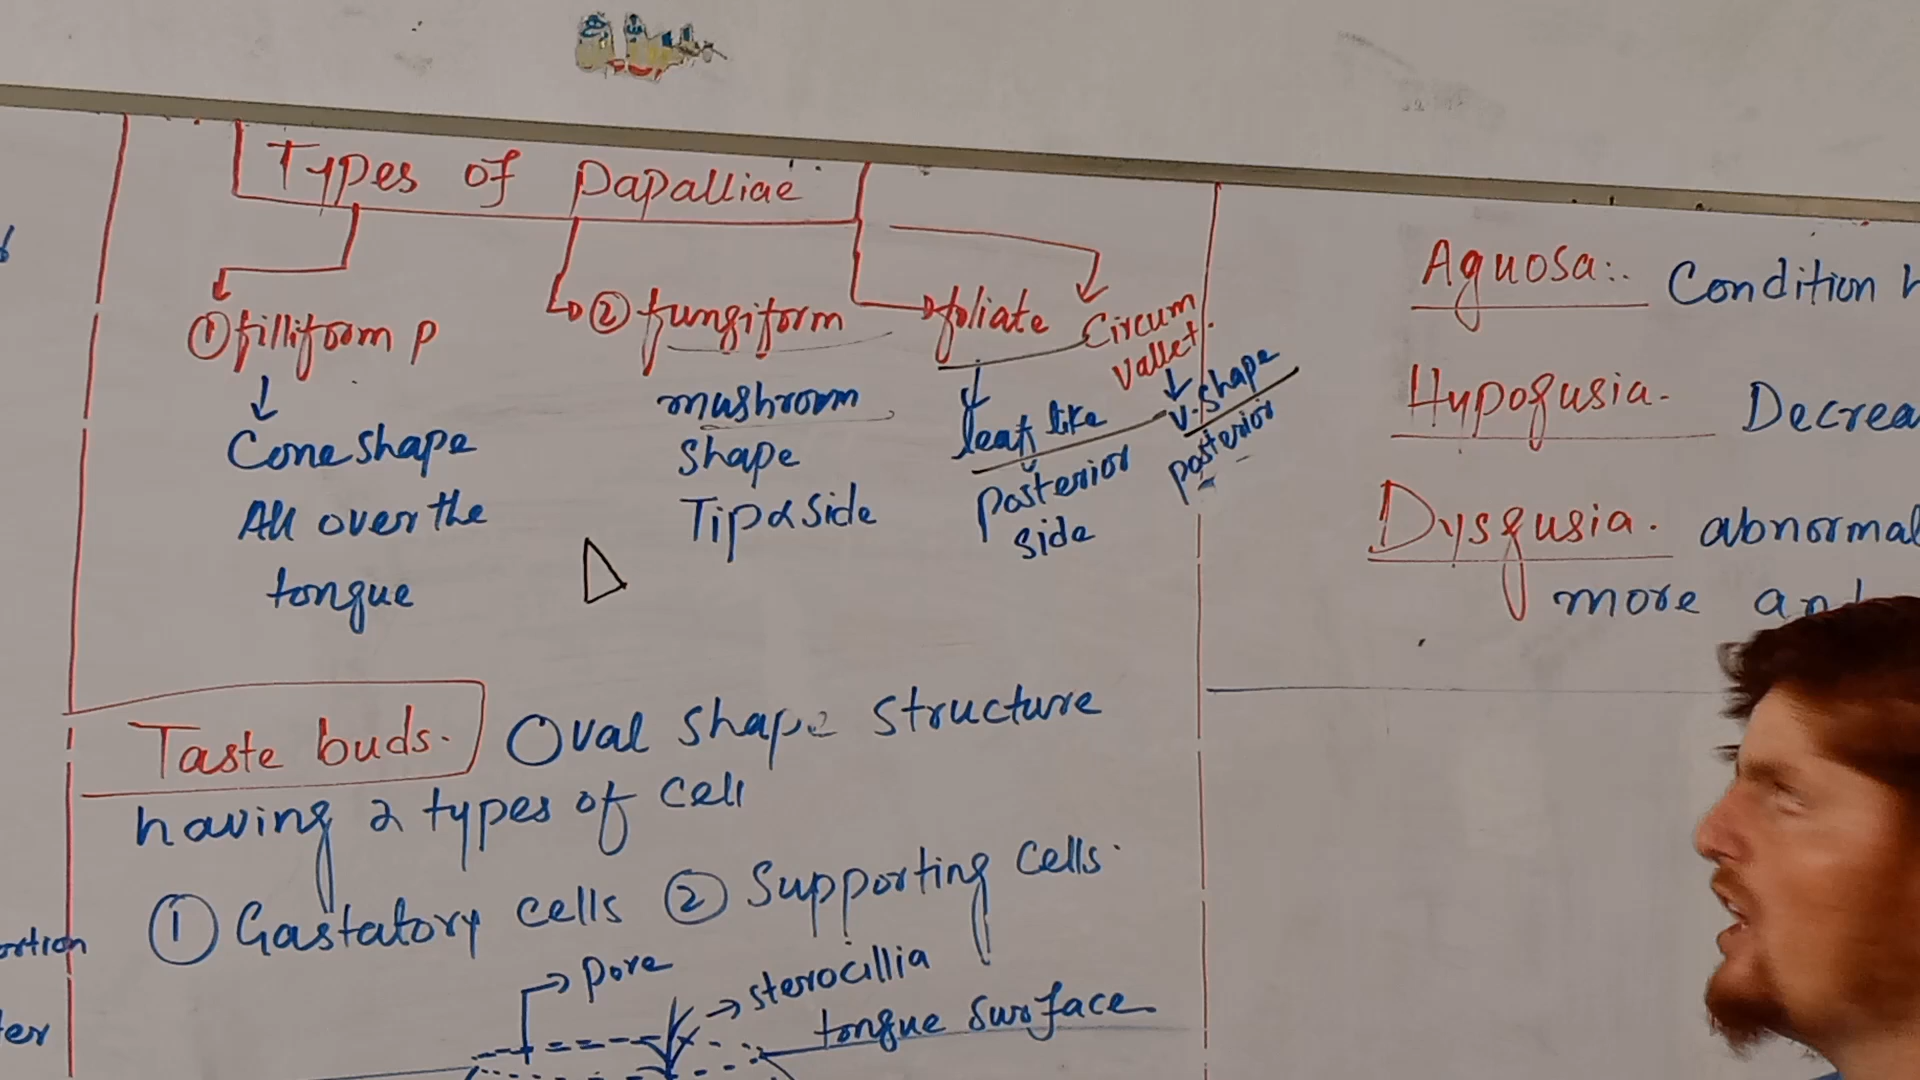 Types of Papalliae
① filliform P
② fungiform
foliate
Circum
vallet
Cone shape
All over the
tongue
mushroom
shape
Tip & side
leaf like
Posterior
side
V-shape
posterior
Taste buds. Oval shape structure
having 2 types of cell
① Gastatory cells ② Supporting cells.
→ pore
→ sterocillia
tongue surface
Aguosa:. Condition
Hypogusia.
Dysgusia. abnormal
more